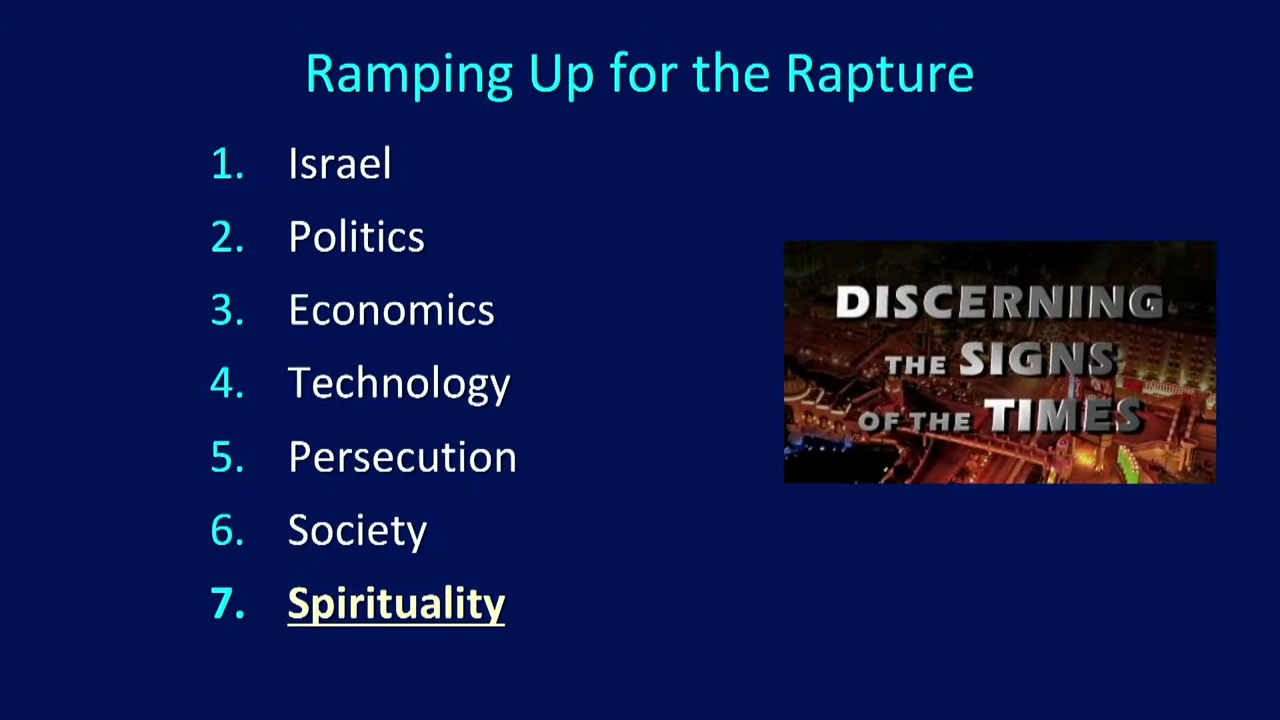 Ramping Up for the Rapture
1. Israel
2. Politics
3. Economics
4. Technology
5. Persecution
6. Society
7. Spirituality
DISCERNING
THE SIGNS
OF THE TIMES